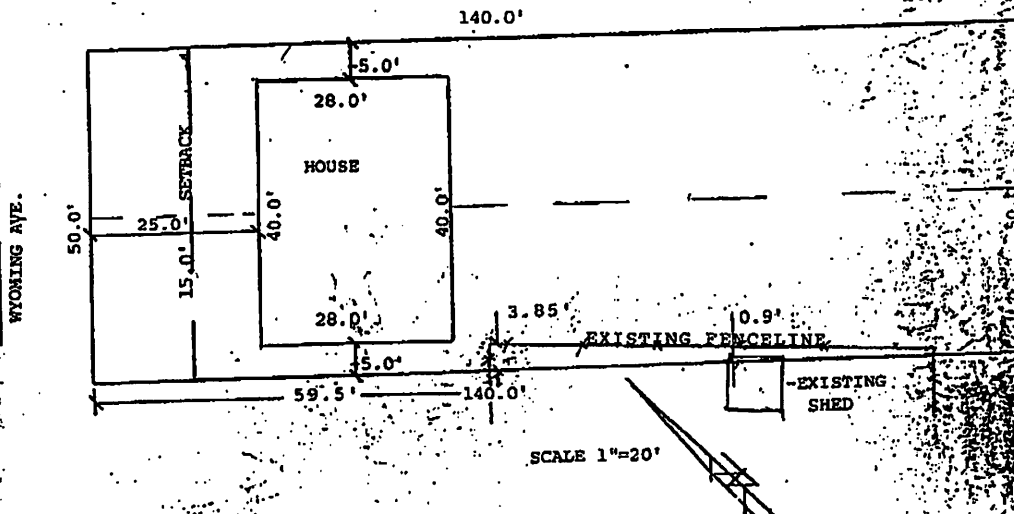 140.0'
5.0'
28.0'
HOUSE
SETBACK
WYOMING AVE.
50.0'
25.0'
15.0'
40.0'
40.0'
28.0'
3.85'
0.9'
EXISTING FENCELINE
5.0'
59.5'
140.0'
EXISTING
SHED
SCALE 1"=20'